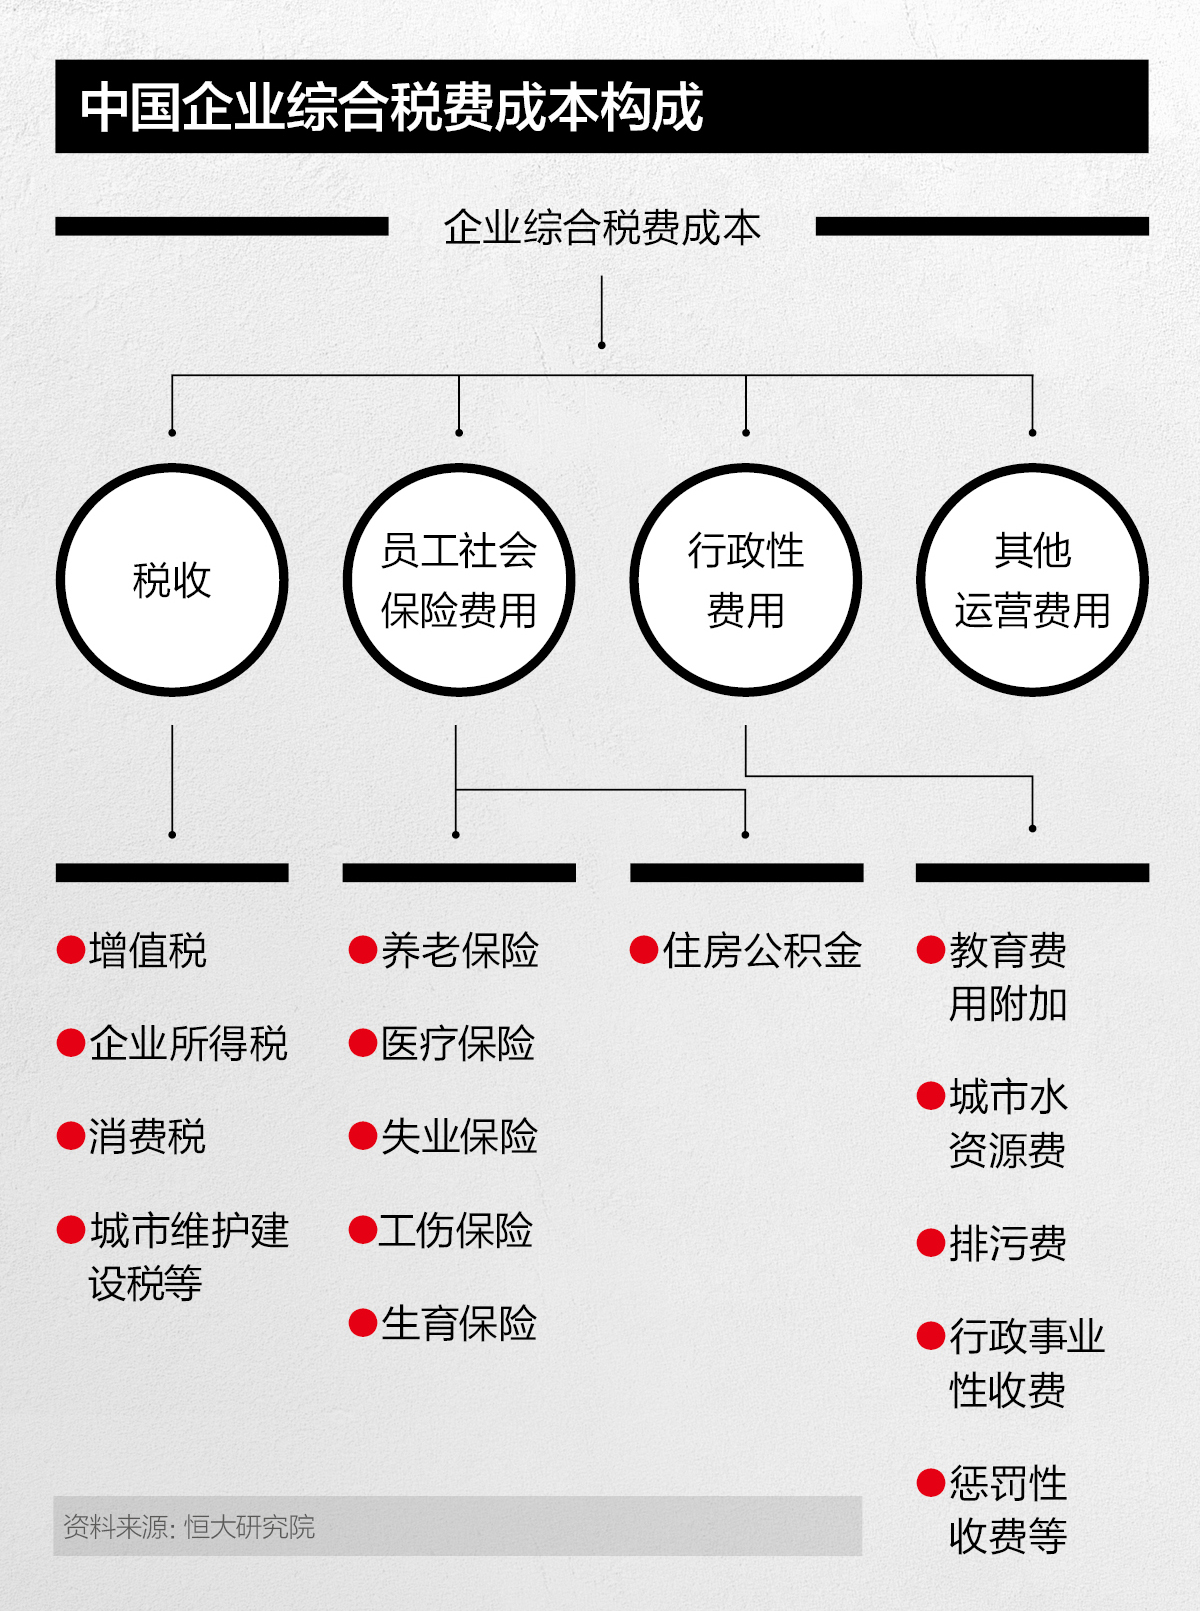 中国企业综合税费成本构成
企业综合税费成本
税收
员工社会
保险费用
行政性
费用
其他
运营费用
增值税
企业所得税
消费税
城市维护建
设税等
养老保险
医疗保险
失业保险
工伤保险
生育保险
住房公积金
教育费
用附加
城市水
资源费
排污费
行政事业
性收费
惩罚性
收费等
资料来源: 恒大研究院